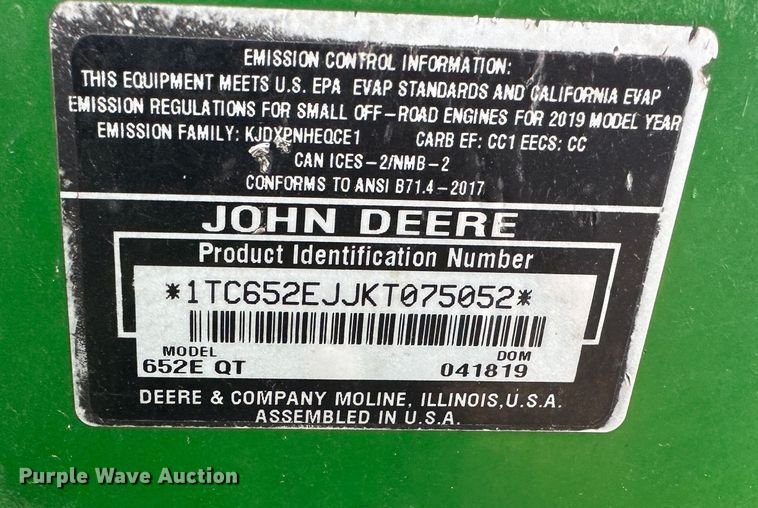 EMISSION CONTROL INFORMATION:
THIS EQUIPMENT MEETS U.S. EPA EVAP STANDARDS AND CALIFORNIA EVAP
EMISSION REGULATIONS FOR SMALL OFF-ROAD ENGINES FOR 2019 MODEL YEAR
EMISSION FAMILY: KJDXPNHEQCE1 CARB EF: CC1 EECS: CC
CAN ICES-2/NMB-2
CONFORMS TO ANSI B71.4-2017
JOHN DEERE
Product Identification Number
*1TC652EJJKT075052*
MODEL DOM
652E QT 041819
DEERE & COMPANY MOLINE, ILLINOIS, U.S.A.
ASSEMBLED IN U.S.A.
Purple Wave Auction